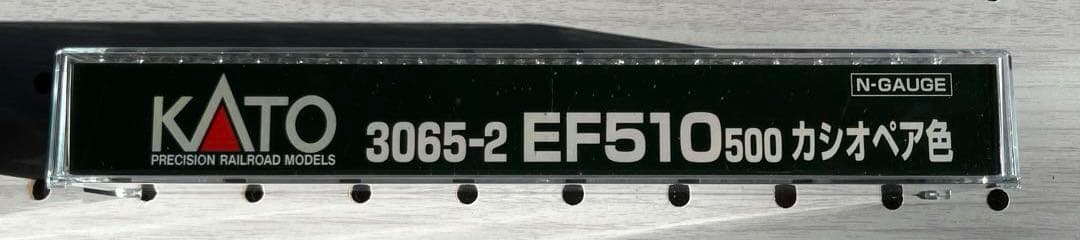 KATO
PRECISION RAILROAD MODELS
3065-2 EF510 500 カシオペア色
N-GAUGE